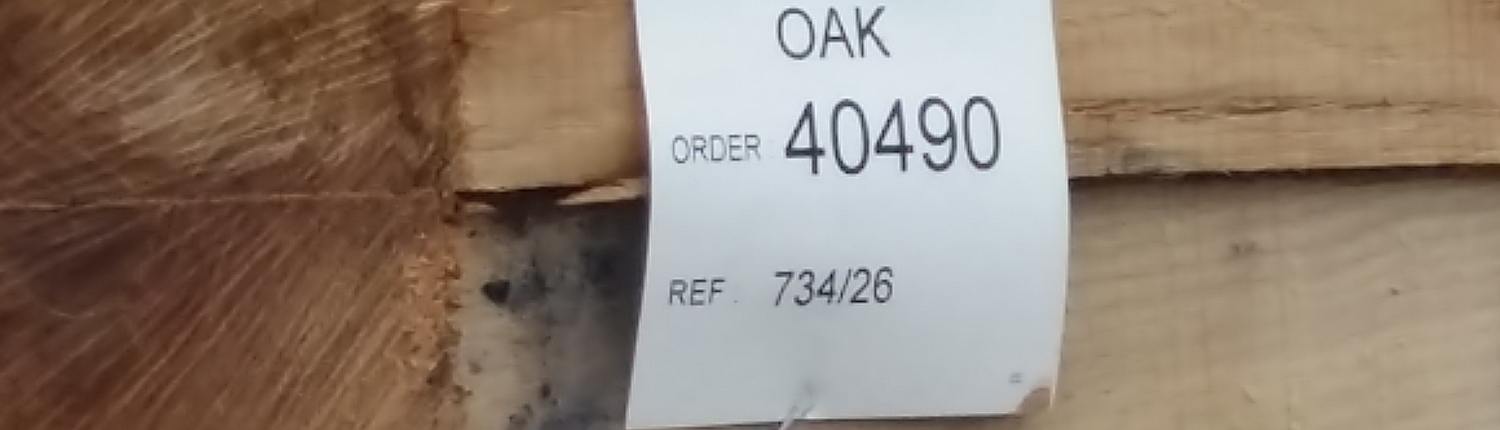 OAK
ORDER 40490
REF. 734/26